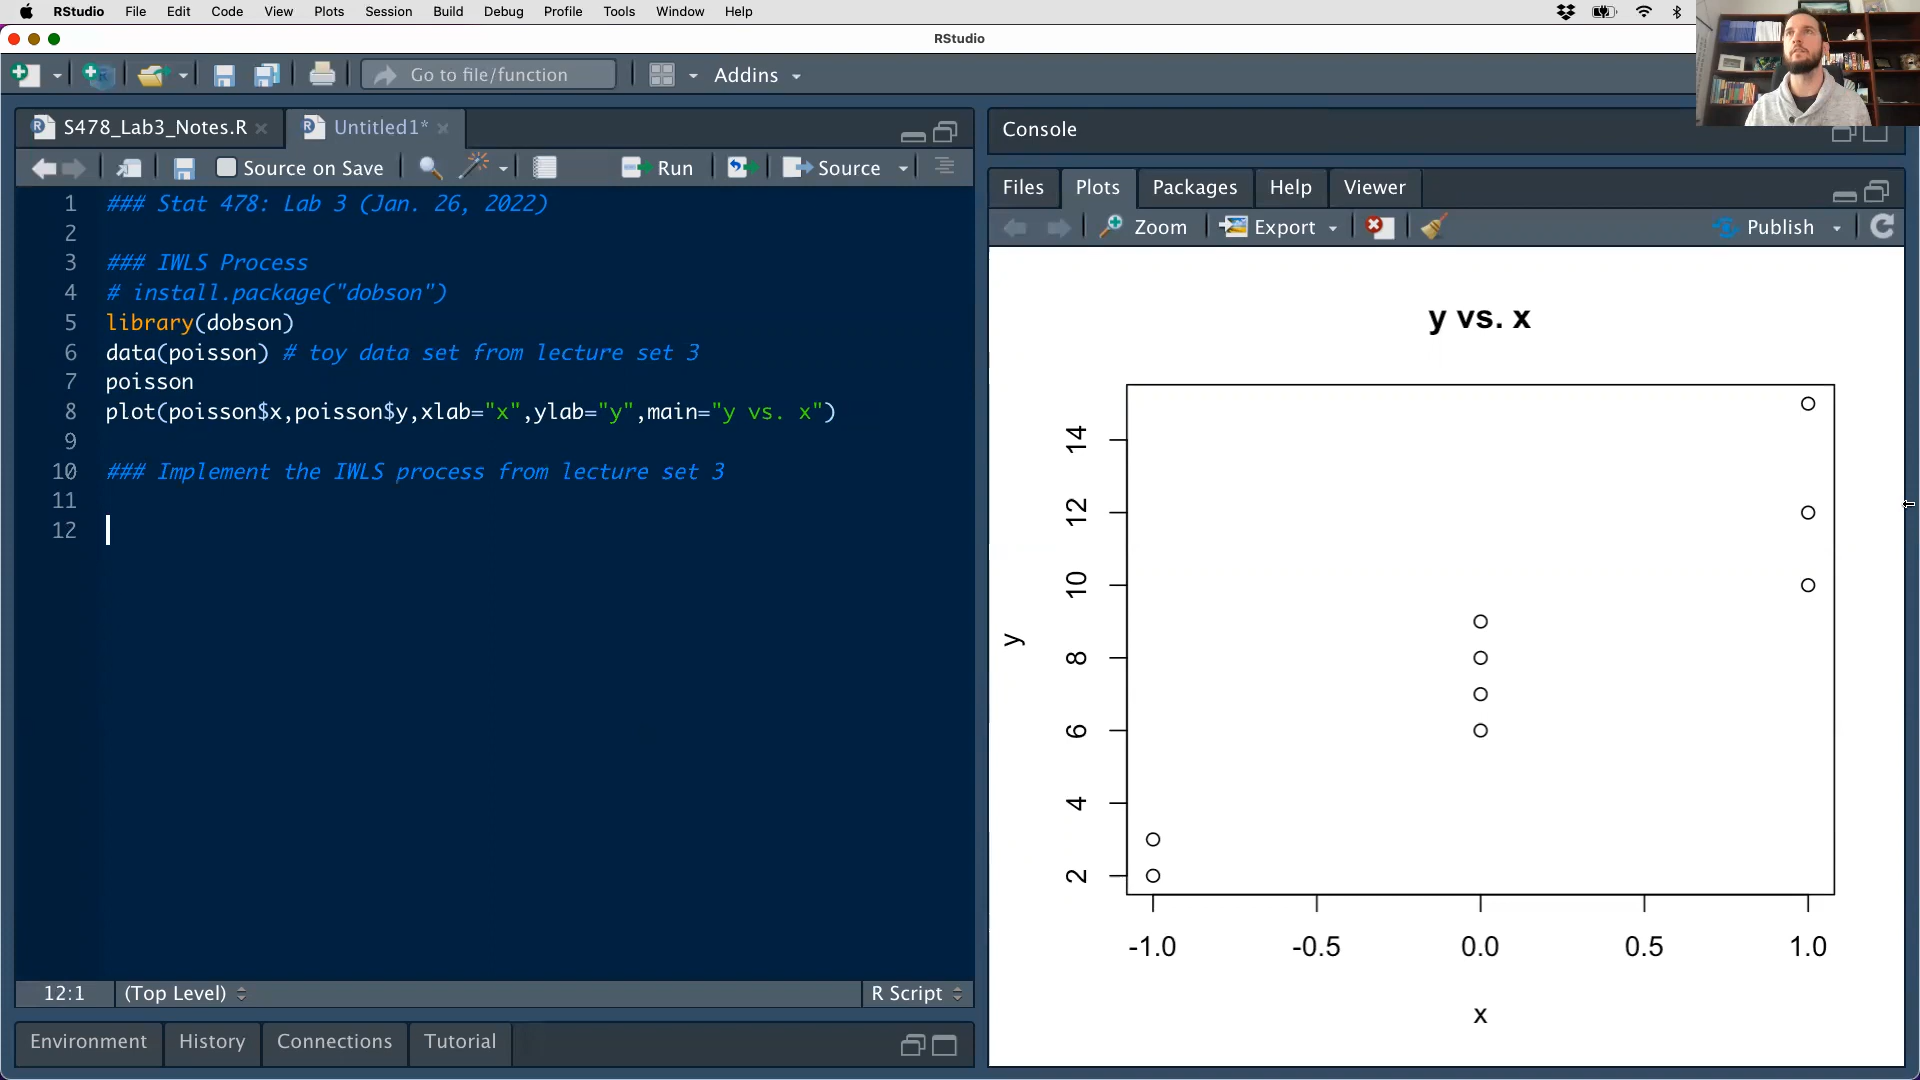 RStudio File Edit Code View Plots Session Build Debug Profile Tools Window Help
RStudio
Go to file/function Addins
S478_Lab3_Notes.R Untitled1*
Source on Save Run Source
1 ### Stat 478: Lab 3 (Jan. 26, 2022)
2
3 ### IWLS Process
4 # install.package("dobson")
5 library(dobson)
6 data(poisson) # toy data set from lecture set 3
7 poisson
8 plot(poisson$x,poisson$y,xlab="x",ylab="y",main="y vs. x")
9
10 ### Implement the IWLS process from lecture set 3
11
12
12:1 (Top Level) R Script
Environment History Connections Tutorial
Console
Files Plots Packages Help Viewer
Zoom Export Publish
y vs. x
14
12
10
8
6
4
2
y
-1.0 -0.5 0.0 0.5 1.0
x